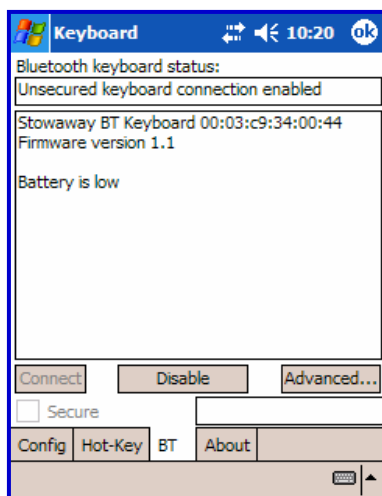 Keyboard 10:20 ok
Bluetooth keyboard status:
Unsecured keyboard connection enabled
Stowaway BT Keyboard 00:03:c9:34:00:44
Firmware version 1.1
Battery is low
Connect Disable Advanced...
Secure
Config Hot-Key BT About